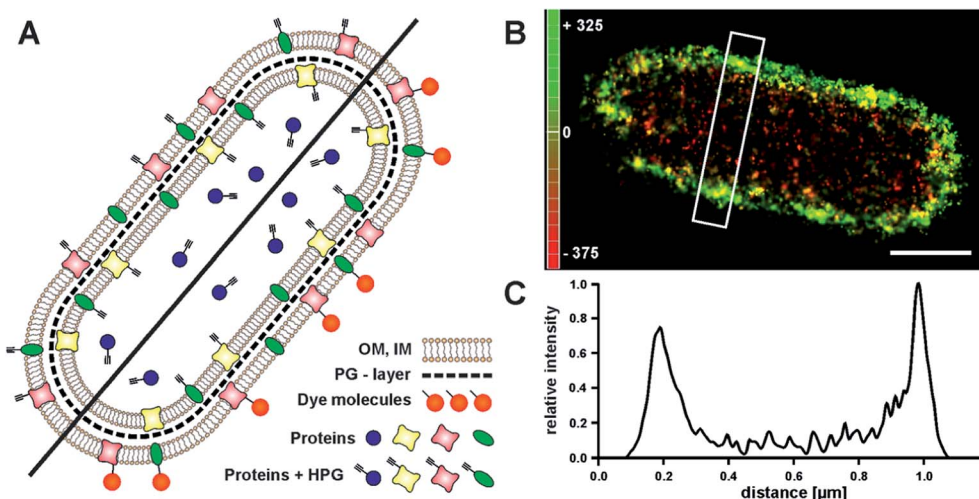 A
OM, IM
PG - layer
Dye molecules
Proteins
Proteins + HPG
B
+ 325
0
- 375
C
relative intensity
1.0
0.8
0.6
0.4
0.2
0.0
0.0 0.2 0.4 0.6 0.8 1.0
distance [µm]